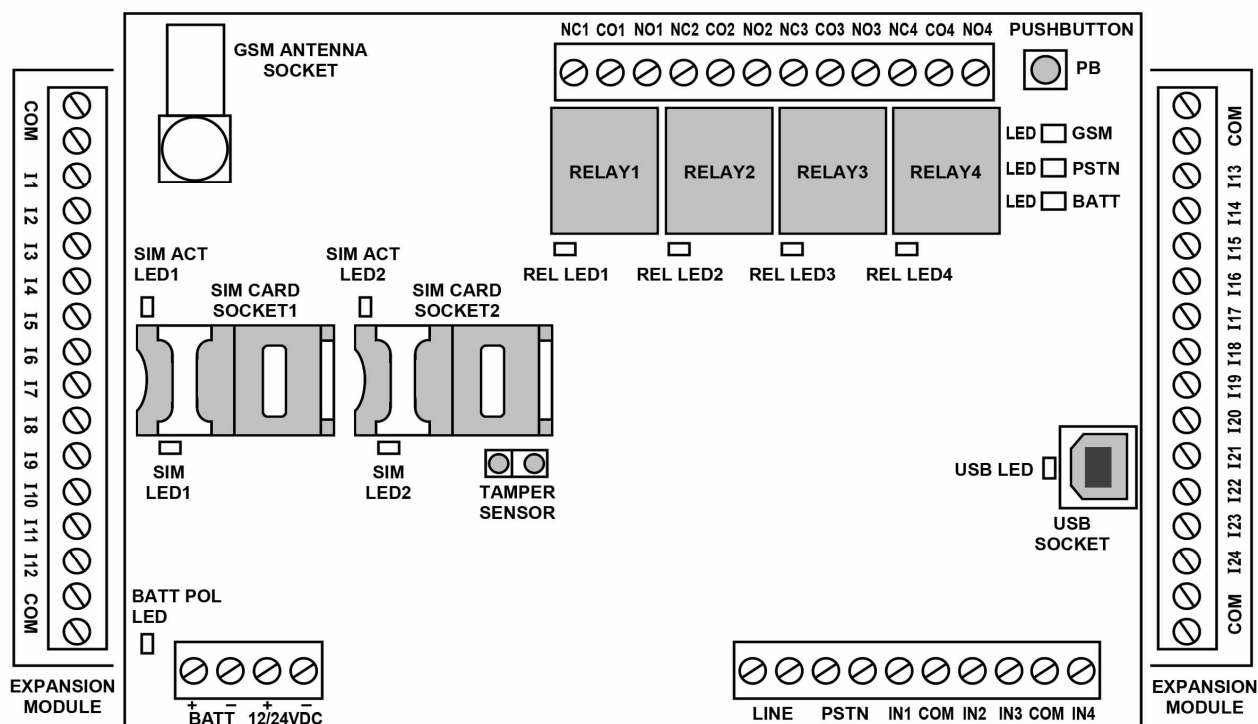 NC1 CO1 NO1 NC2 CO2 NO2 NC3 CO3 NO3 NC4 CO4 NO4
PUSHBUTTON
PB
GSM ANTENNA
SOCKET
LED GSM
LED PSTN
LED BATT
RELAY1
RELAY2
RELAY3
RELAY4
REL LED1
REL LED2
REL LED3
REL LED4
COM
I1
I2
I3
I4
I5
I6
I7
I8
I9
I10
I11
I12
COM
EXPANSION
MODULE
SIM ACT
LED1
SIM CARD
SOCKET1
SIM ACT
LED2
SIM CARD
SOCKET2
SIM
LED1
SIM
LED2
TAMPER
SENSOR
USB LED
USB
SOCKET
BATT POL
LED
+ − + −
BATT 12/24VDC
LINE PSTN IN1 COM IN2 IN3 COM IN4
COM
I13
I14
I15
I16
I17
I18
I19
I20
I21
I22
I23
I24
COM
EXPANSION
MODULE